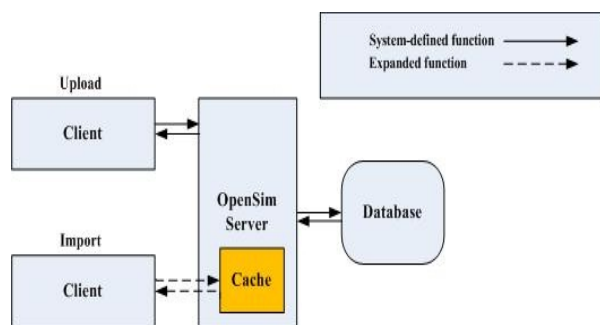 System-defined function
Expanded function
Upload
Client
OpenSim
Server
Database
Import
Client
Cache